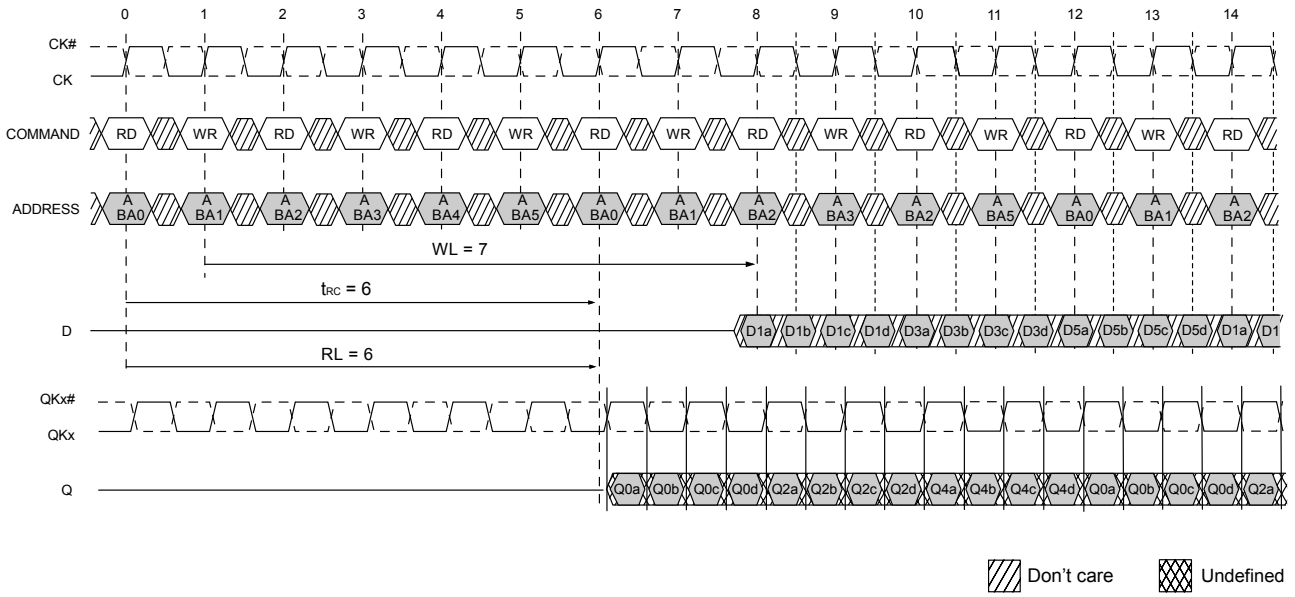 0 1 2 3 4 5 6 7 8 9 10 11 12 13 14
CK#
CK
COMMAND RD WR RD WR RD WR RD WR RD WR RD WR RD WR RD
A A A A A A A A A A A A A A A
ADDRESS BA0 BA1 BA2 BA3 BA4 BA5 BA0 BA1 BA2 BA3 BA2 BA5 BA0 BA1 BA2
WL = 7
tRC = 6
D D1a D1b D1c D1d D3a D3b D3c D3d D5a D5b D5c D5d D1a D1
RL = 6
QKx#
QKx
Q Q0a Q0b Q0c Q0d Q2a Q2b Q2c Q2d Q4a Q4b Q4c Q4d Q0a Q0b Q0c Q0d Q2a
Don't care Undefined